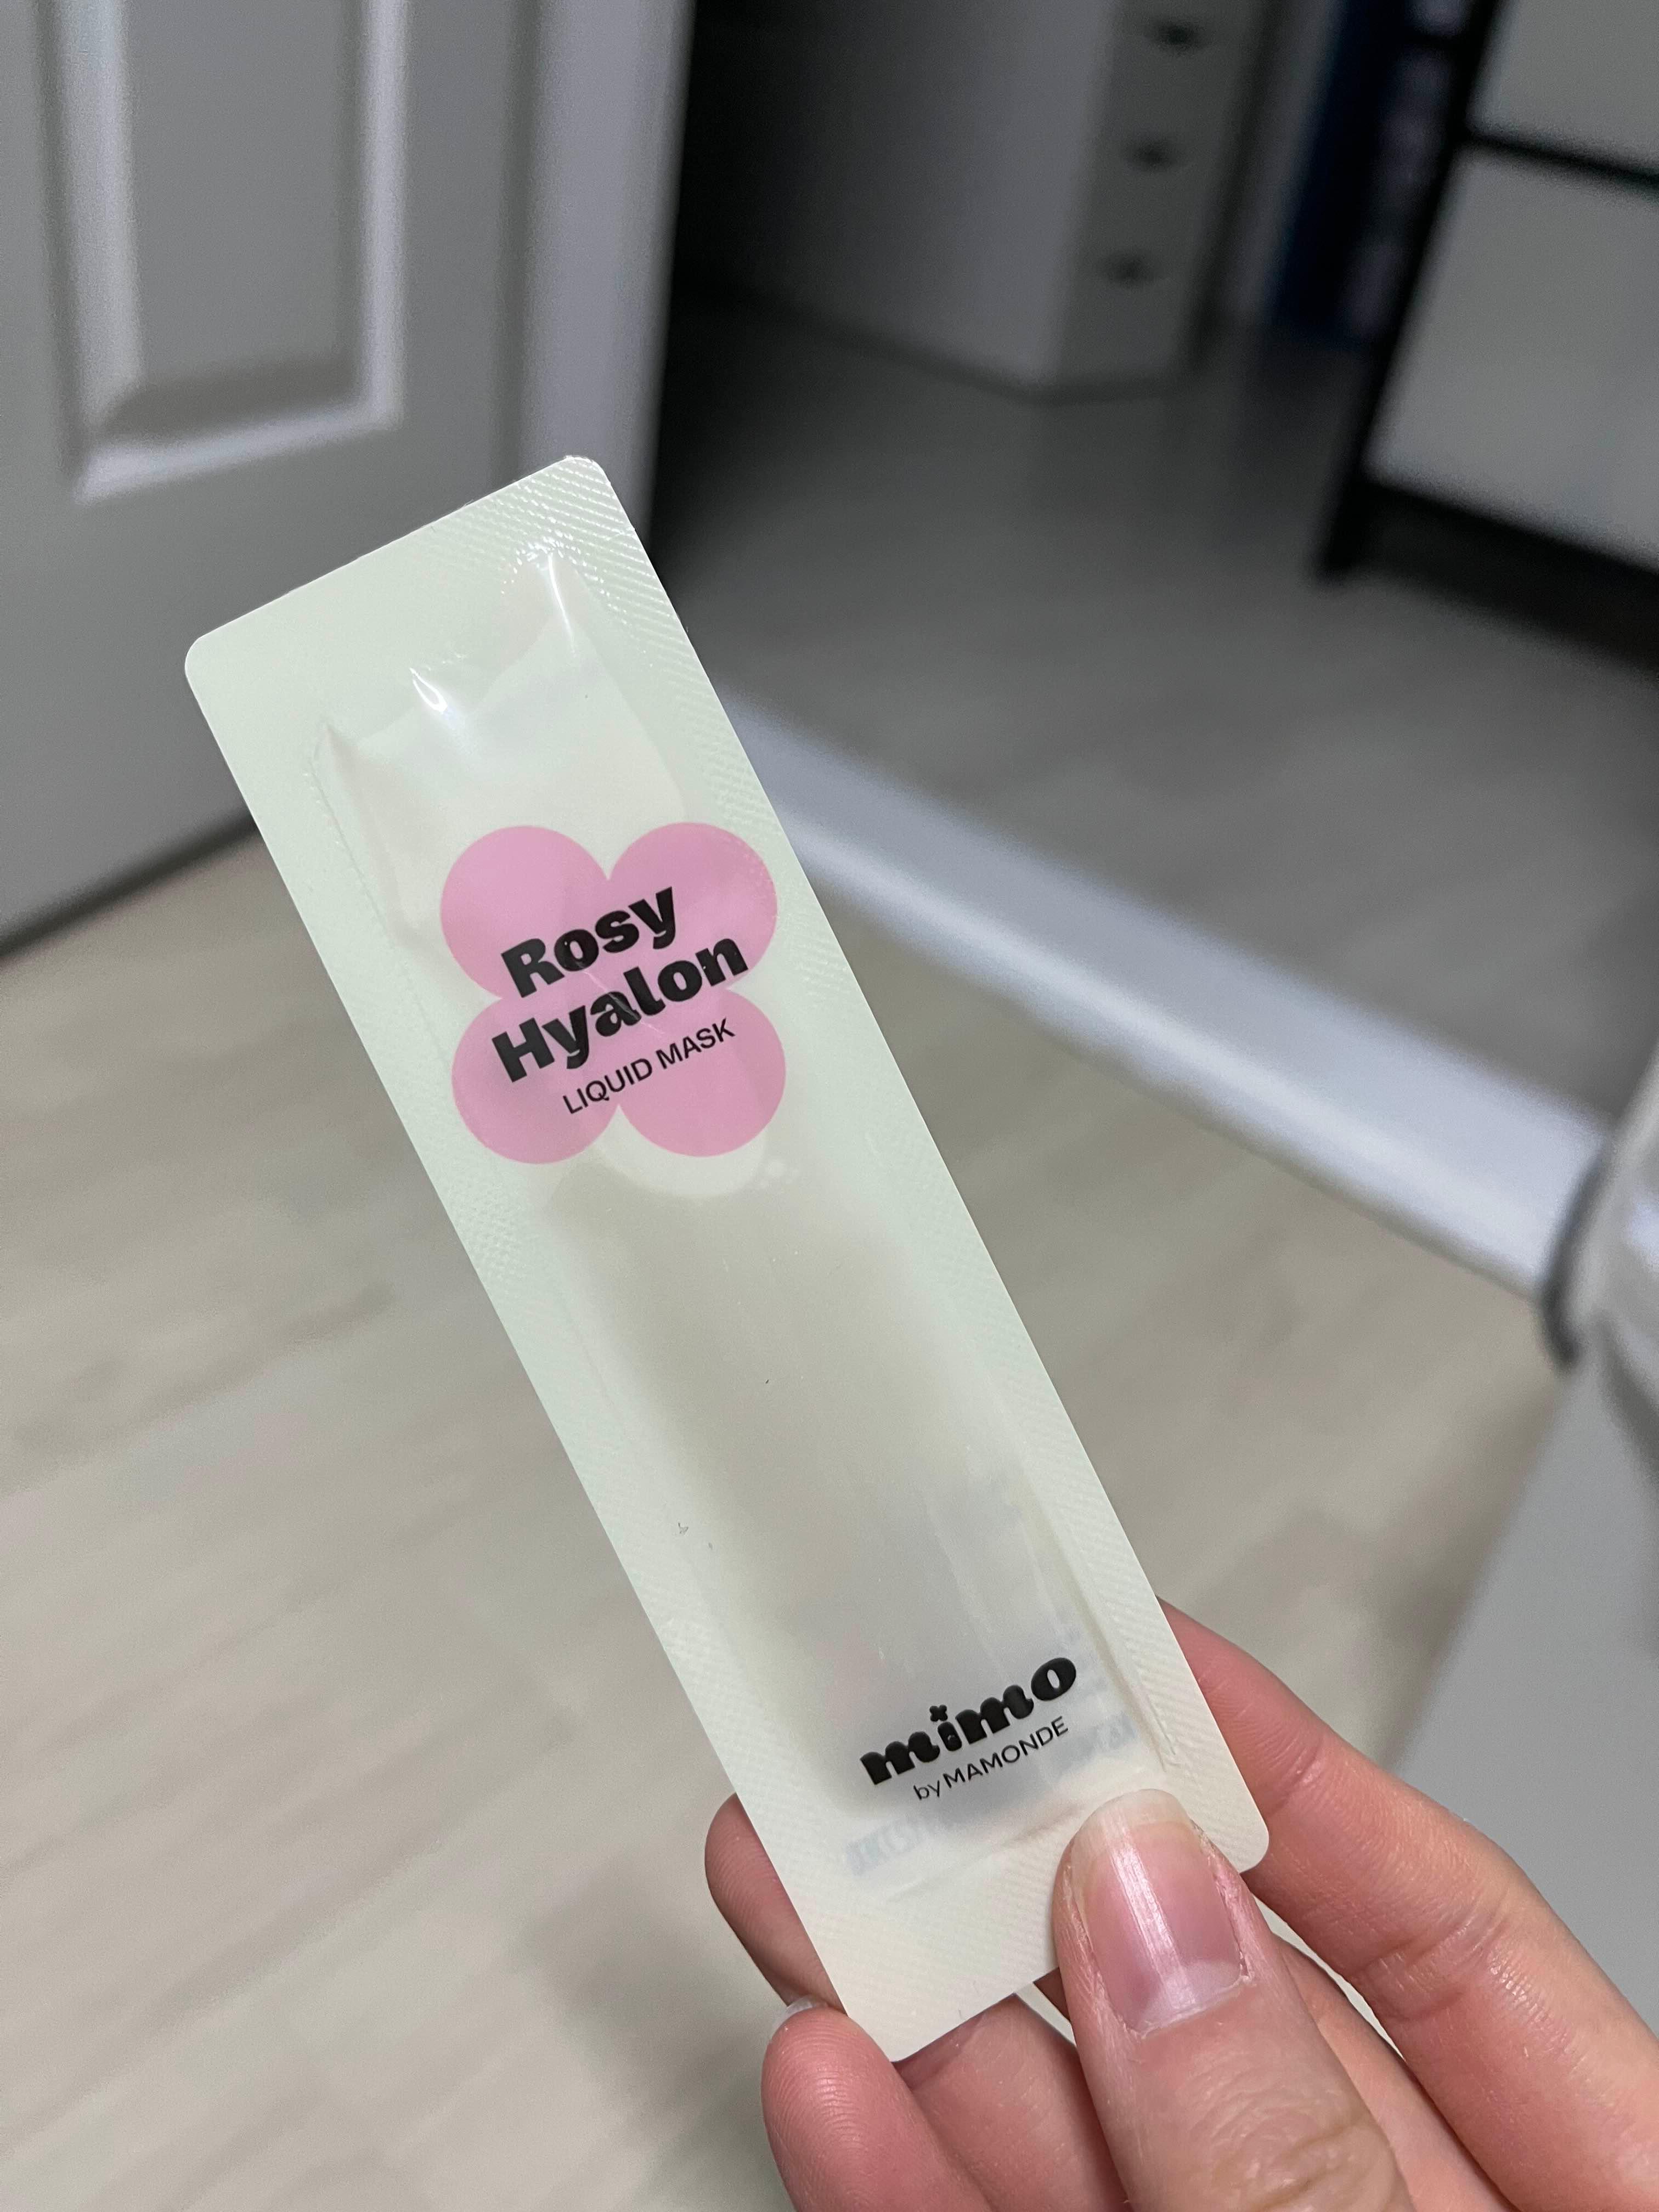 Rosy
Hyalon
LIQUID MASK
mimo
by MAMONDE